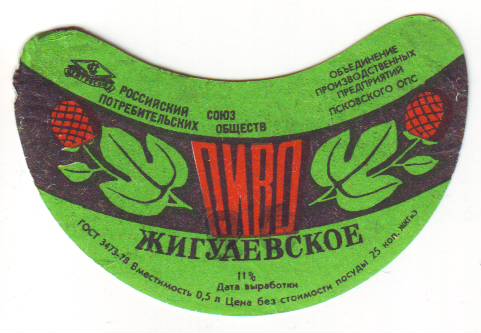 РОССИЙСКИЙ СОЮЗ
ПОТРЕБИТЕЛЬСКИХ ОБЩЕСТВ
ОБЪЕДИНЕНИЕ
ПРОИЗВОДСТВЕННЫХ
ПРЕДПРИЯТИЙ
ПСКОВСКОГО ОПС
ПИВО
ЖИГУЛЕВСКОЕ
11%
Дата выработки
ГОСТ 3473-78 Вместимость 0,5 л Цена без стоимости посуды 25 коп.